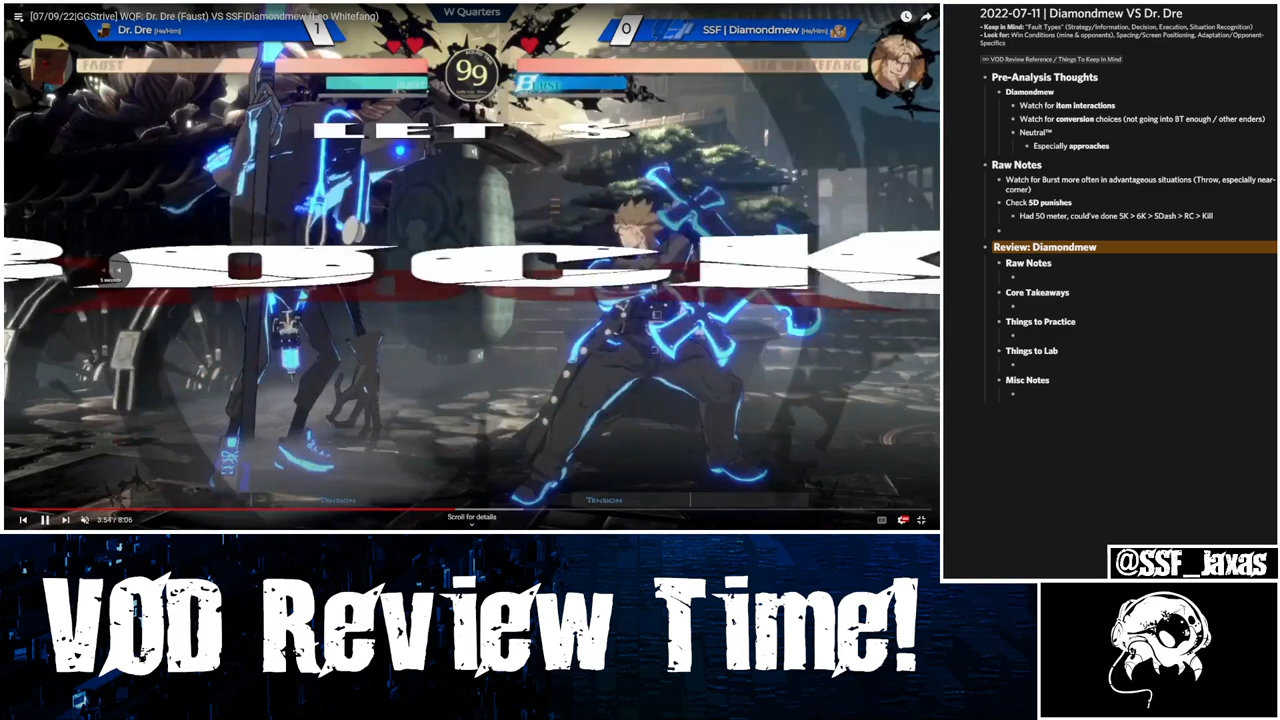 [07/09/22|GGStrive] WQF: Dr. Dre (Faust) VS SSF|Diamondmew (Leo Whitefang)
W Quarters
Dr. Dre [He/Him]
1
0
SSF | Diamondmew [He/Him]
FAUST
99
LEO WHITEFANG
BURST
BURST
LET'S
ROCK
5 seconds
TENSION
TENSION
3:54 / 8:06
Scroll for details
2022-07-11 | Diamondmew VS Dr. Dre
- Keep in Mind: "Fault Types" (Strategy/Information, Decision, Execution, Situation Recognition)
- Look for: Win Conditions (mine & opponents), Spacing/Screen Positioning, Adaptation/Opponent-
Specifics
VOD Review Reference / Things To Keep In Mind
Pre-Analysis Thoughts
Diamondmew
Watch for item interactions
Watch for conversion choices (not going into BT enough / other enders)
Neutral™
Especially approaches
Raw Notes
Watch for Burst more often in advantageous situations (Throw, especially near-
corner)
Check 5D punishes
Had 50 meter, could've done 5K > 6K > SDash > RC > Kill
Review: Diamondmew
Raw Notes
Core Takeaways
Things to Practice
Things to Lab
Misc Notes
@SSF_Jaxas
VOD Review Time!